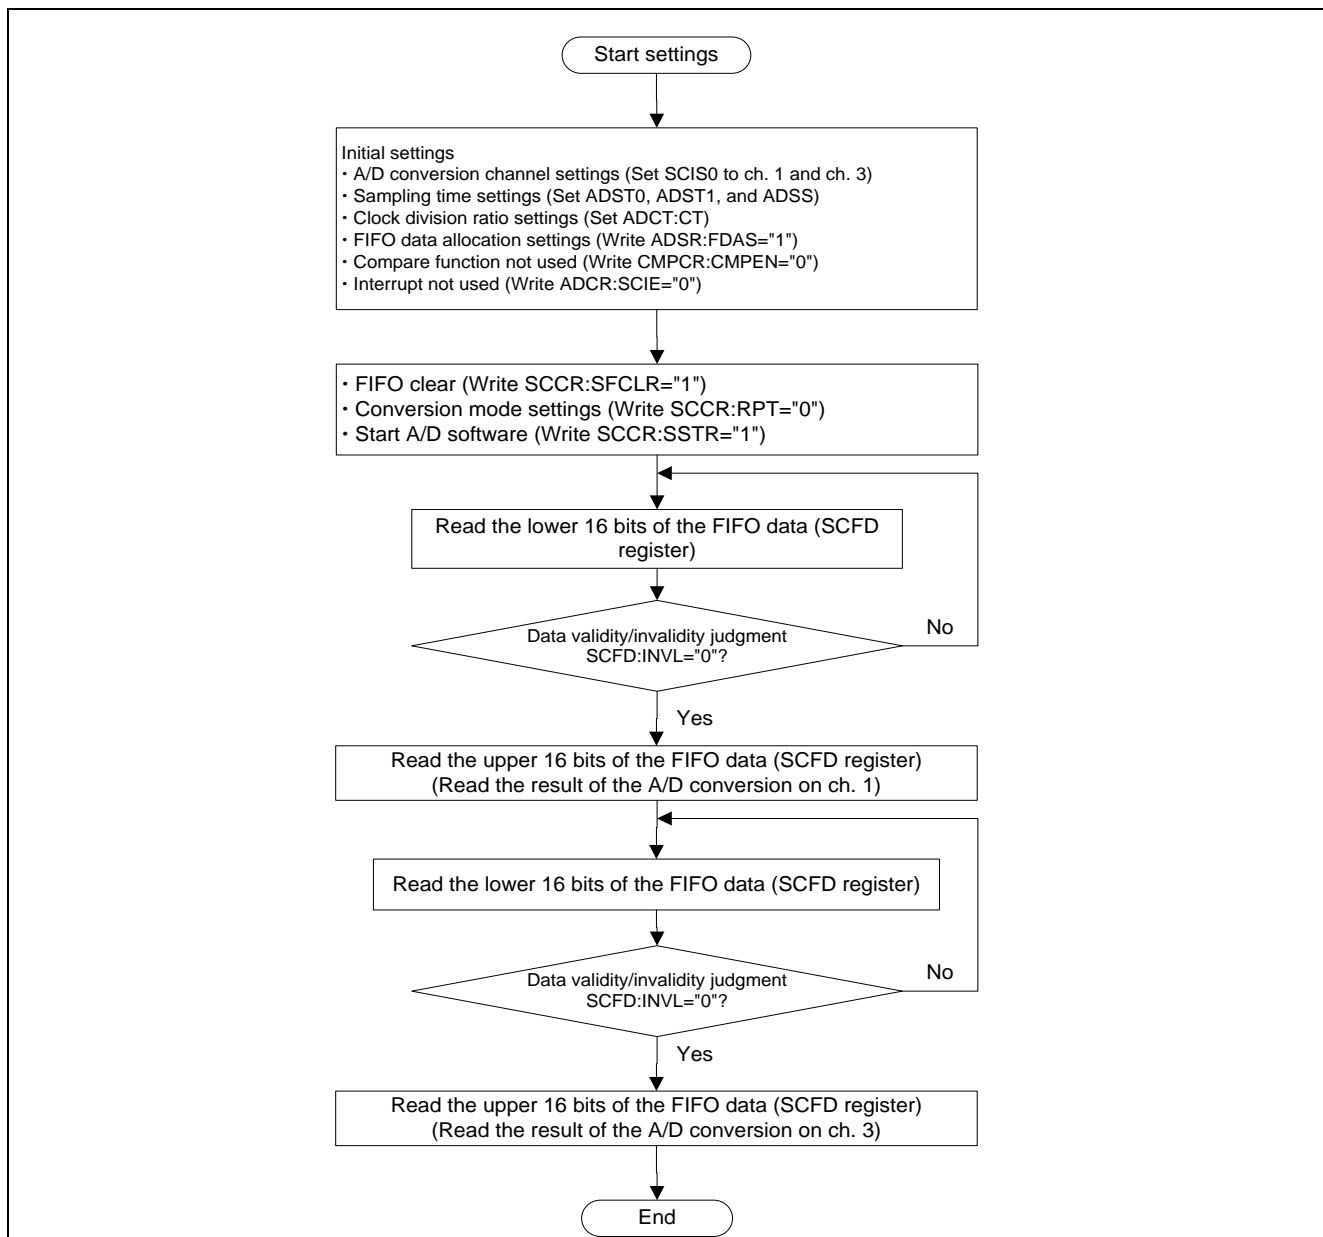 Start settings
Initial settings
・A/D conversion channel settings (Set SCIS0 to ch. 1 and ch. 3)
・Sampling time settings (Set ADST0, ADST1, and ADSS)
・Clock division ratio settings (Set ADCT:CT)
・FIFO data allocation settings (Write ADSR:FDAS="1")
・Compare function not used (Write CMPCR:CMPEN="0")
・Interrupt not used (Write ADCR:SCIE="0")
・FIFO clear (Write SCCR:SFCLR="1")
・Conversion mode settings (Write SCCR:RPT="0")
・Start A/D software (Write SCCR:SSTR="1")
Read the lower 16 bits of the FIFO data (SCFD
register)
Data validity/invalidity judgment
SCFD:INVL="0"?
No
Yes
Read the upper 16 bits of the FIFO data (SCFD register)
(Read the result of the A/D conversion on ch. 1)
Read the lower 16 bits of the FIFO data (SCFD register)
Data validity/invalidity judgment
SCFD:INVL="0"?
No
Yes
Read the upper 16 bits of the FIFO data (SCFD register)
(Read the result of the A/D conversion on ch. 3)
End